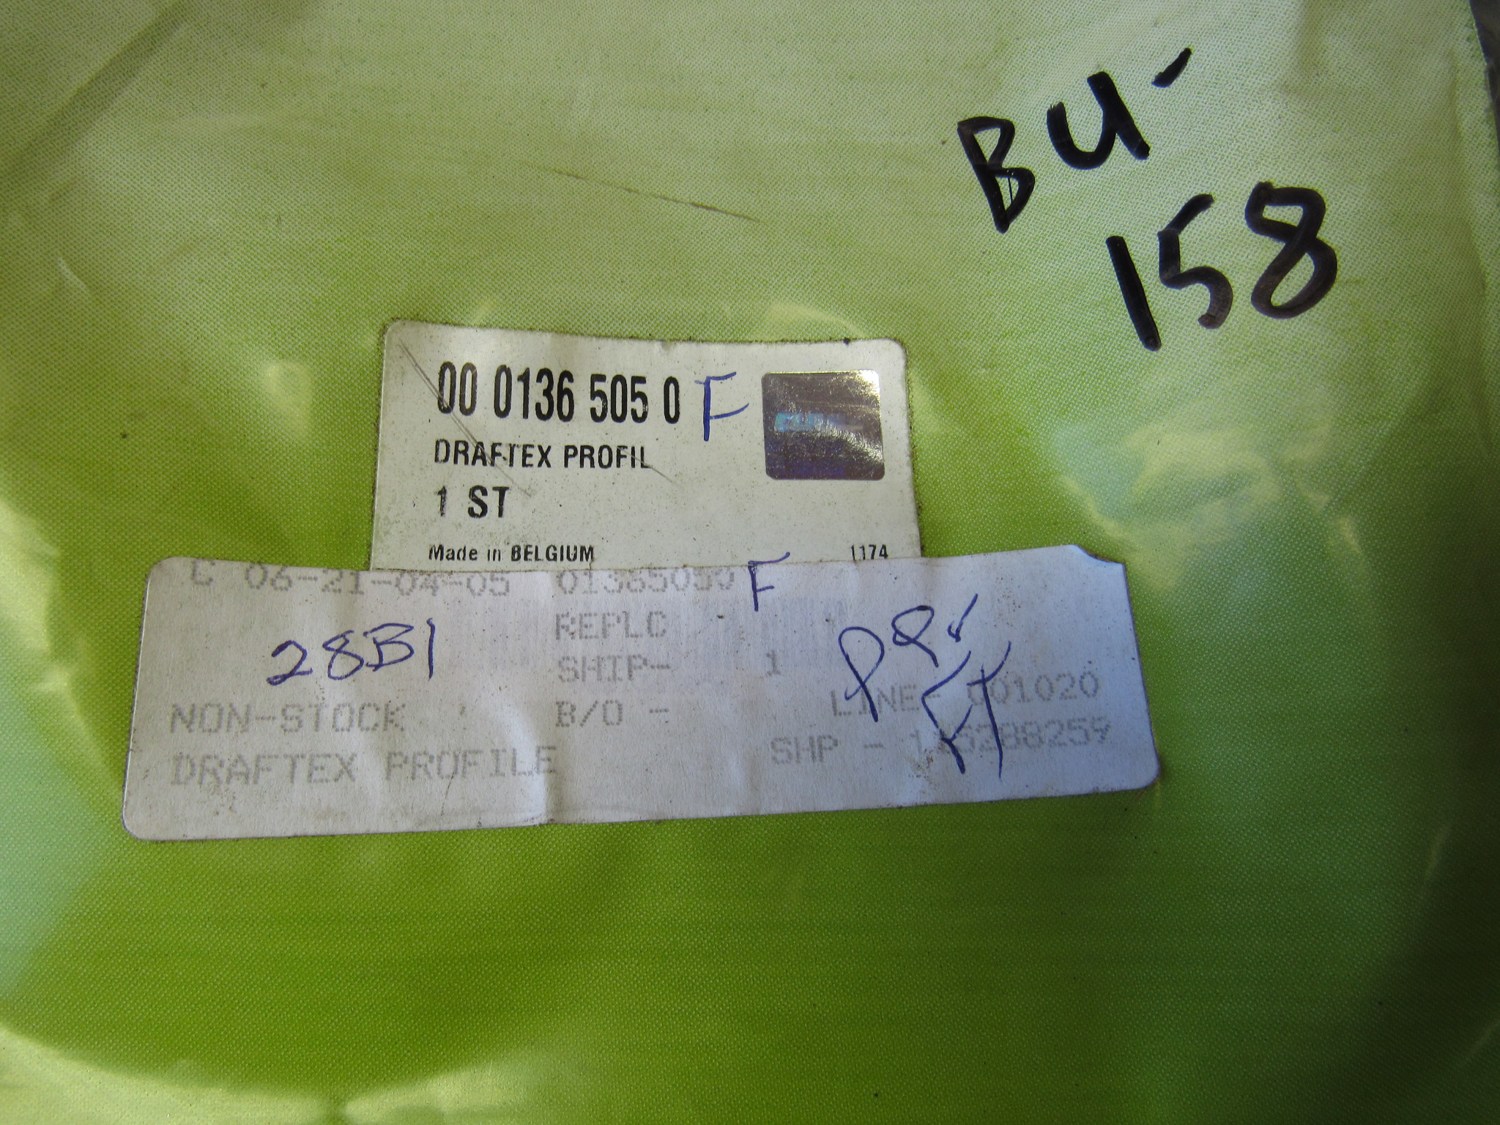 BU-
158
00 0136 505 0 F
DRAFTEX PROFIL
1 ST
Made in BELGIUM 1174
C 06-21-04-05 01365050 F
28B1
REPLC
SHIP- 1
LINE- 001020
NON-STOCK B/O -
SHP -
DRAFTEX PROFILE